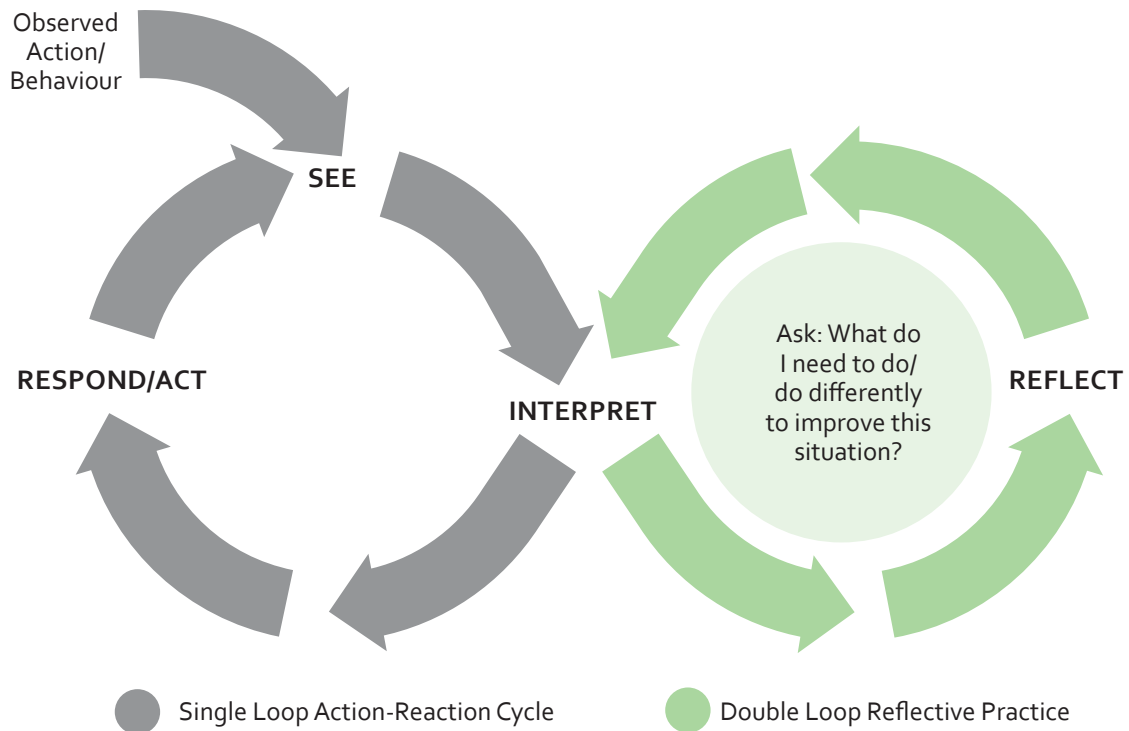 Observed
Action/
Behaviour
SEE
RESPOND/ACT
INTERPRET
Ask: What do
I need to do/
do differently
to improve this
situation?
REFLECT
Single Loop Action-Reaction Cycle
Double Loop Reflective Practice